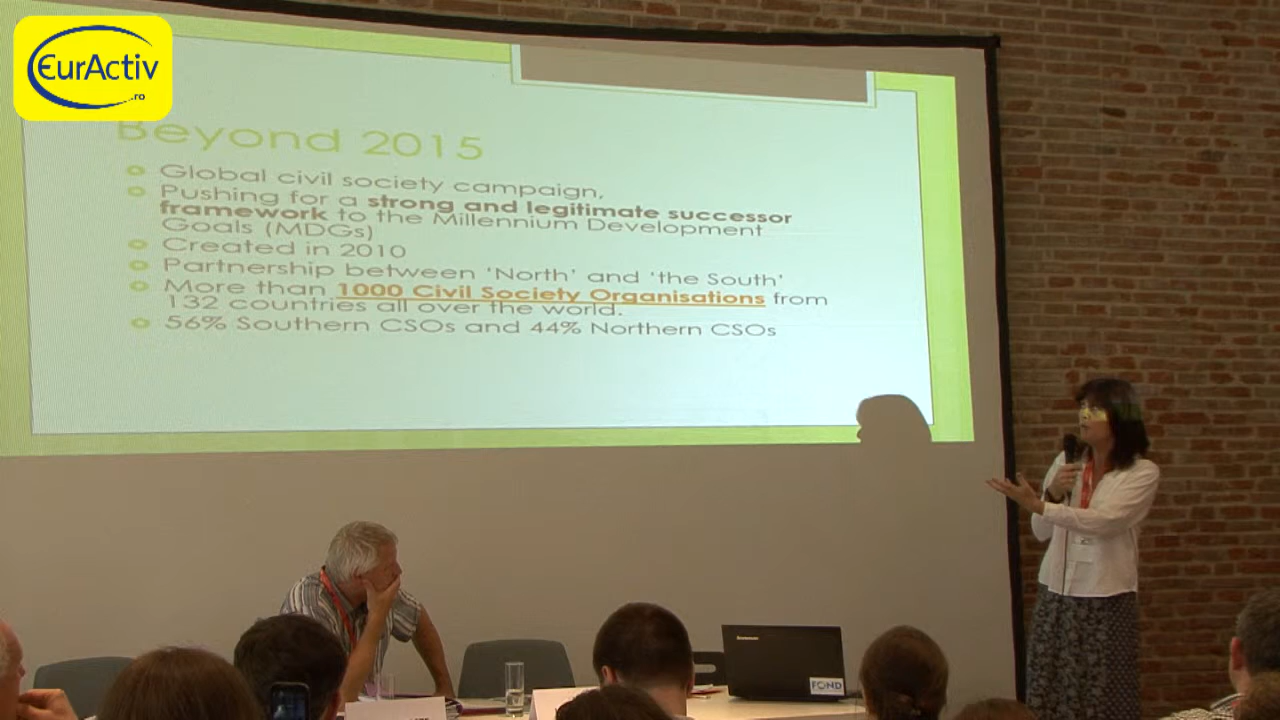 EurActiv
.ro
Beyond 2015
Global civil society campaign,
Pushing for a strong and legitimate successor
framework to the Millennium Development
Goals (MDGs)
Created in 2010
Partnership between ‘North’ and ‘the South’
More than 1000 Civil Society Organisations from
132 countries all over the world.
56% Southern CSOs and 44% Northern CSOs
lenovo
FOND